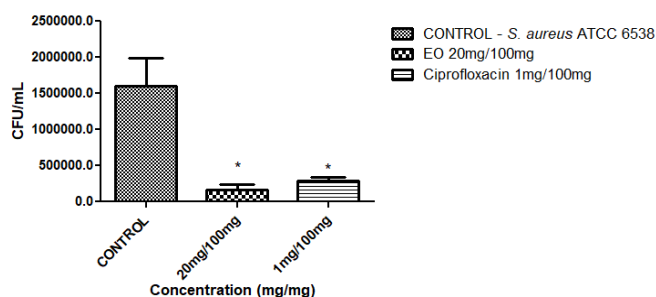 2500000.0
2000000.0
1500000.0
1000000.0
500000.0
0.0
CFU/mL
*
*
CONTROL
20mg/100mg
1mg/100mg
Concentration (mg/mg)
CONTROL - S. aureus ATCC 6538
EO 20mg/100mg
Ciprofloxacin 1mg/100mg